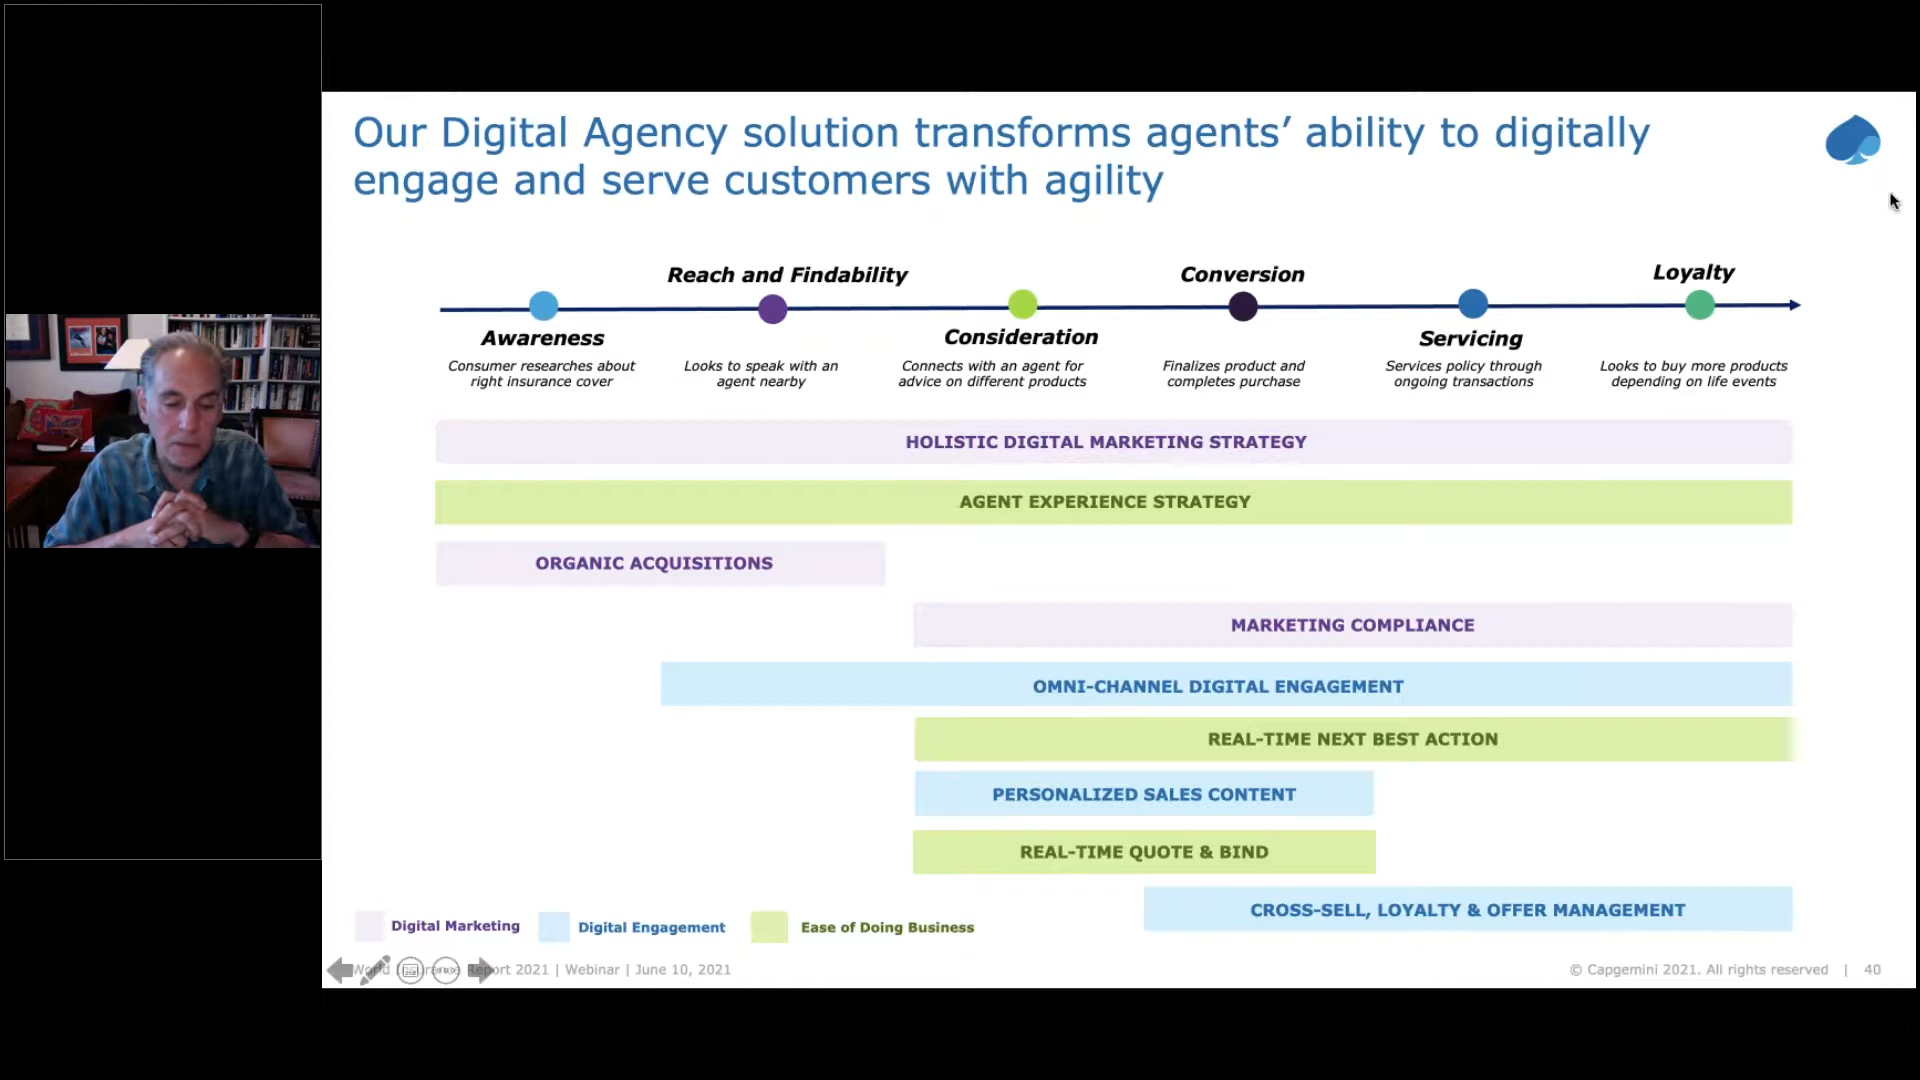 Our Digital Agency solution transforms agents’ ability to digitally
engage and serve customers with agility
Reach and Findability
Conversion
Loyalty
Awareness
Consideration
Servicing
Consumer researches about
right insurance cover
Looks to speak with an
agent nearby
Connects with an agent for
advice on different products
Finalizes product and
completes purchase
Services policy through
ongoing transactions
Looks to buy more products
depending on life events
HOLISTIC DIGITAL MARKETING STRATEGY
AGENT EXPERIENCE STRATEGY
ORGANIC ACQUISITIONS
MARKETING COMPLIANCE
OMNI-CHANNEL DIGITAL ENGAGEMENT
REAL-TIME NEXT BEST ACTION
PERSONALIZED SALES CONTENT
REAL-TIME QUOTE & BIND
CROSS-SELL, LOYALTY & OFFER MANAGEMENT
Digital Marketing
Digital Engagement
Ease of Doing Business
World Insurance Report 2021 | Webinar | June 10, 2021
© Capgemini 2021. All rights reserved | 40